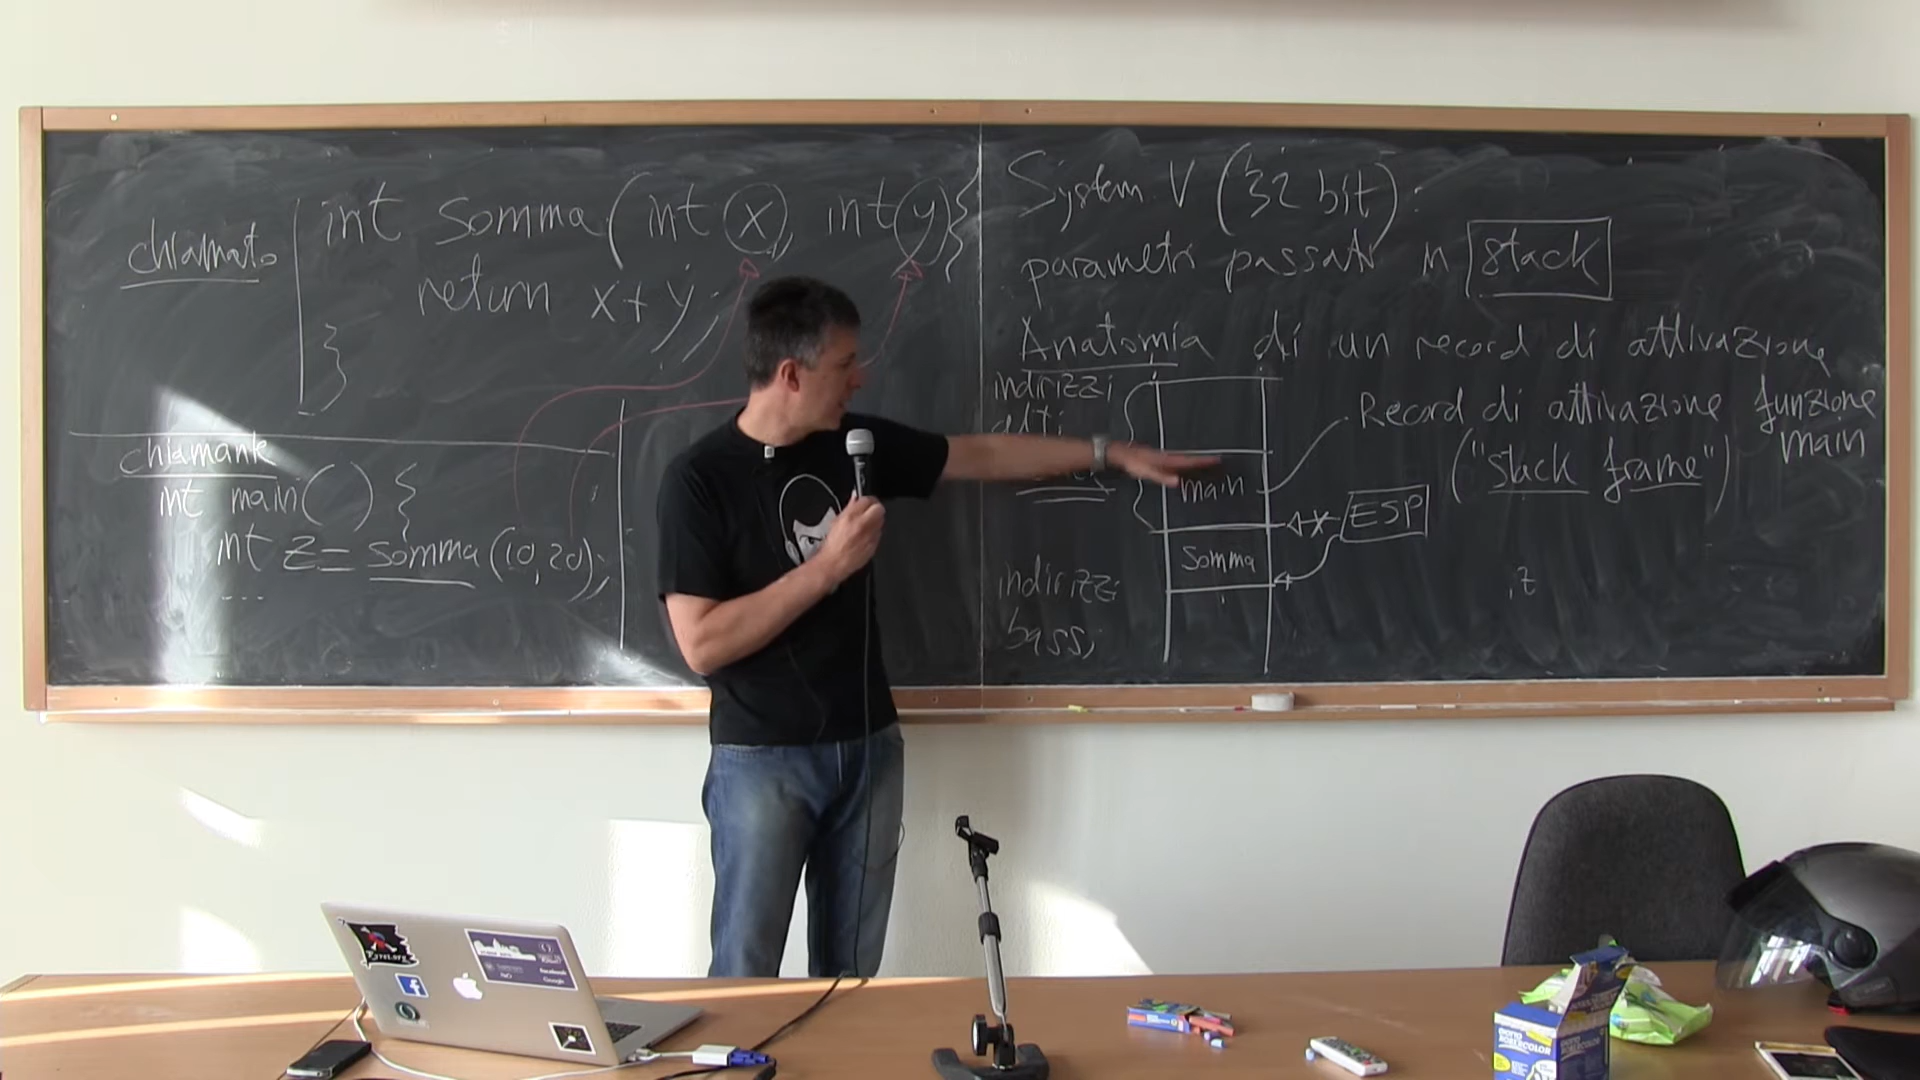 chiamato
int somma (int x, int y) {
return x+y;
}
chiamante
int main() {
int z = somma (10,20);
...
System V (32 bit):
parametri passati in stack
Anatomia di un record di attivazione
indirizzi
alti
Record di attivazione funzione
main
("stack frame")
main
ESP
somma
indirizzi
bassi